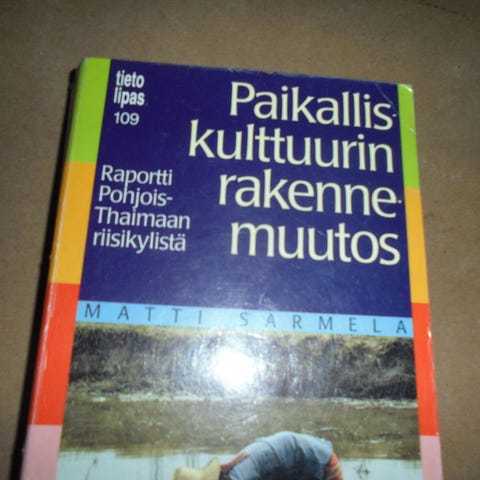 tieto
lipas
109
Paikallis-
kulttuurin
rakenne-
muutos
Raportti
Pohjois-
Thaimaan
riisikylistä
MATTI SARMELA